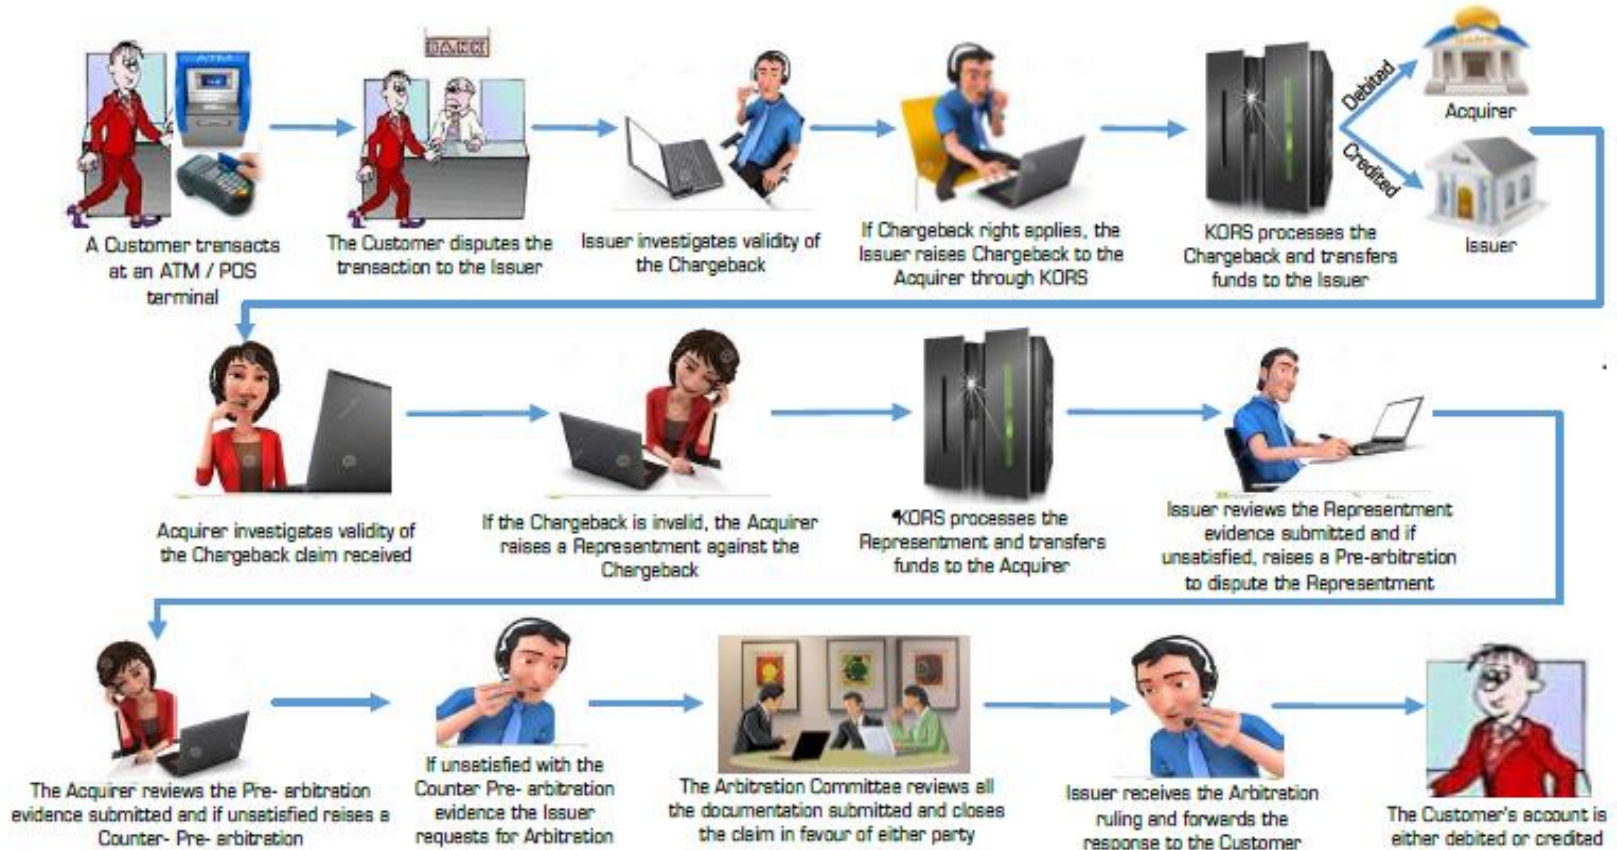 ATM
BANK
A Customer transacts
at an ATM / POS
terminal
The Customer disputes the
transaction to the Issuer
Issuer investigates validity of
the Chargeback
If Chargeback right applies, the
Issuer raises Chargeback to the
Acquirer through KORS
KORS processes the
Chargeback and transfers
funds to the Issuer
Debited
Credited
BANK
Acquirer
Issuer
Acquirer investigates validity of
the Chargeback claim received
If the Chargeback is invalid, the Acquirer
raises a Representment against the
Chargeback
*KORS processes the
Representment and transfers
funds to the Acquirer
Issuer reviews the Representment
evidence submitted and if
unsatisfied, raises a Pre-arbitration
to dispute the Representment
The Acquirer reviews the Pre- arbitration
evidence submitted and if unsatisfied raises a
Counter- Pre- arbitration
If unsatisfied with the
Counter Pre- arbitration
evidence the Issuer
requests for Arbitration
The Arbitration Committee reviews all
the documentation submitted and closes
the claim in favour of either party
Issuer receives the Arbitration
ruling and forwards the
response to the Customer
The Customer's account is
either debited or credited